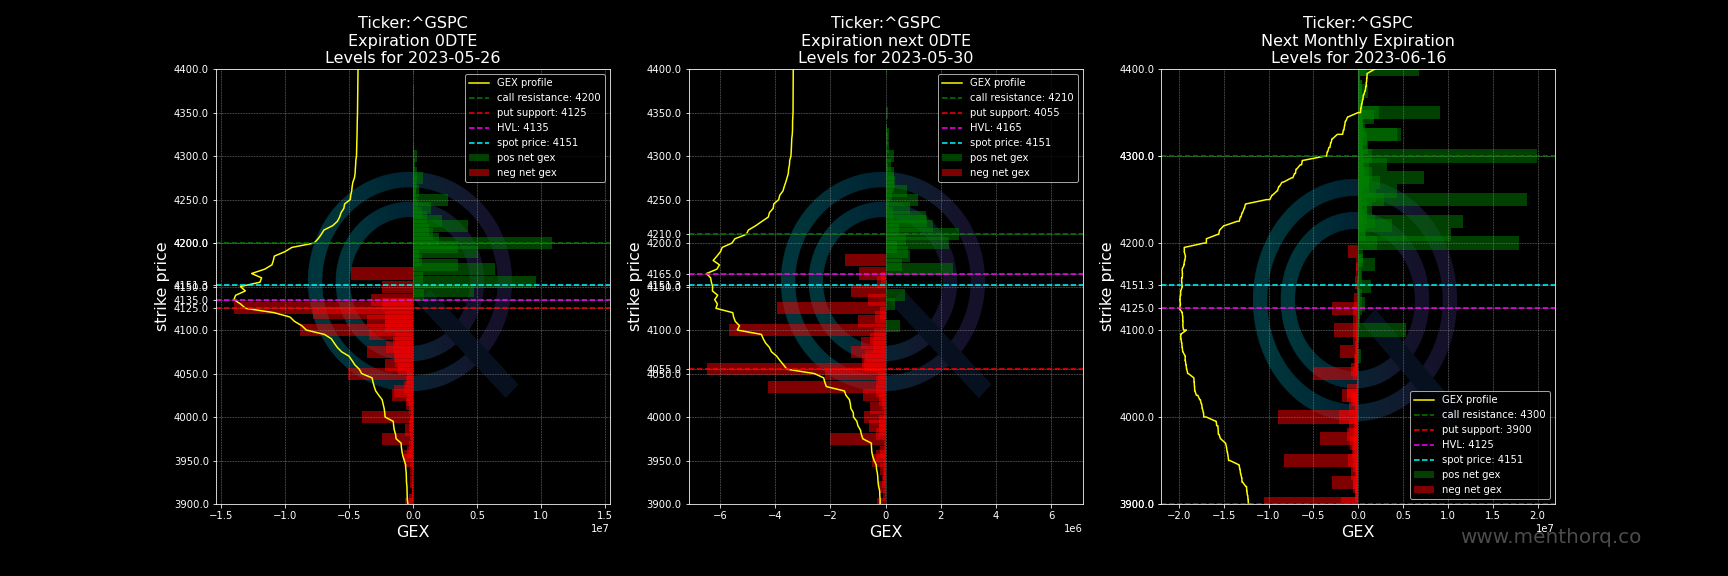 Ticker:^GSPC
Expiration 0DTE
Levels for 2023-05-26
4400.0
4350.0
4300.0
4250.0
4200.0
4151.3
4135.0
4125.0
4100.0
4050.0
4000.0
3950.0
3900.0
strike price
GEX profile
call resistance: 4200
put support: 4125
HVL: 4135
spot price: 4151
pos net gex
neg net gex
−1.5 −1.0 −0.5 0.0 0.5 1.0 1.5
1e7
GEX
Ticker:^GSPC
Expiration next 0DTE
Levels for 2023-05-30
4400.0
4350.0
4300.0
4250.0
4210.0
4200.0
4165.0
4151.3
4100.0
4055.0
4050.0
4000.0
3950.0
3900.0
strike price
GEX profile
call resistance: 4210
put support: 4055
HVL: 4165
spot price: 4151
pos net gex
neg net gex
−6 −4 −2 0 2 4 6
1e6
GEX
Ticker:^GSPC
Next Monthly Expiration
Levels for 2023-06-16
4400.0
4300.0
4200.0
4151.3
4125.0
4100.0
4000.0
3900.0
strike price
GEX profile
call resistance: 4300
put support: 3900
HVL: 4125
spot price: 4151
pos net gex
neg net gex
−2.0 −1.5 −1.0 −0.5 0.0 0.5 1.0 1.5 2.0
1e7
GEX
www.menthorq.co